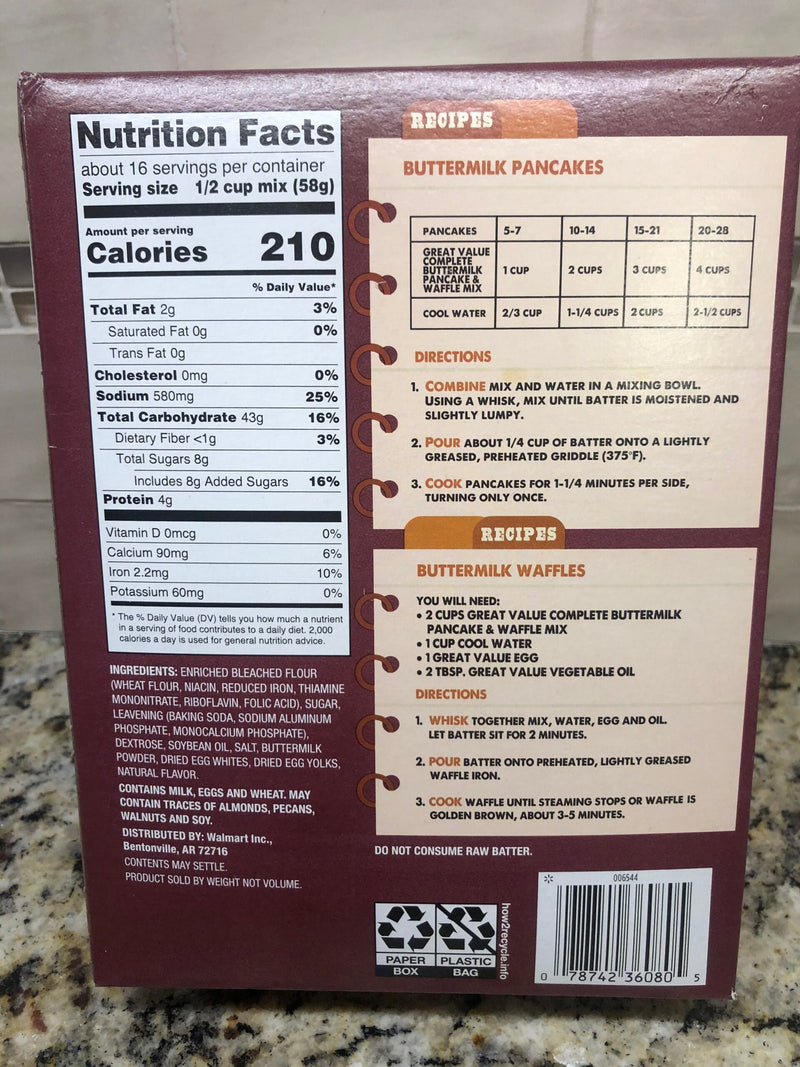 Nutrition Facts
about 16 servings per container
Serving size 1/2 cup mix (58g)
Amount per serving
Calories 210
% Daily Value*
Total Fat 2g 3%
Saturated Fat 0g 0%
Trans Fat 0g
Cholesterol 0mg 0%
Sodium 580mg 25%
Total Carbohydrate 43g 16%
Dietary Fiber <1g 3%
Total Sugars 8g
Includes 8g Added Sugars 16%
Protein 4g
Vitamin D 0mcg 0%
Calcium 90mg 6%
Iron 2.2mg 10%
Potassium 60mg 0%
* The % Daily Value (DV) tells you how much a nutrient
in a serving of food contributes to a daily diet. 2,000
calories a day is used for general nutrition advice.
INGREDIENTS: ENRICHED BLEACHED FLOUR
(WHEAT FLOUR, NIACIN, REDUCED IRON, THIAMINE
MONONITRATE, RIBOFLAVIN, FOLIC ACID), SUGAR,
LEAVENING (BAKING SODA, SODIUM ALUMINUM
PHOSPHATE, MONOCALCIUM PHOSPHATE),
DEXTROSE, SOYBEAN OIL, SALT, BUTTERMILK
POWDER, DRIED EGG WHITES, DRIED EGG YOLKS,
NATURAL FLAVOR.
CONTAINS MILK, EGGS AND WHEAT. MAY
CONTAIN TRACES OF ALMONDS, PECANS,
WALNUTS AND SOY.
DISTRIBUTED BY: Walmart Inc.,
Bentonville, AR 72716
CONTENTS MAY SETTLE.
PRODUCT SOLD BY WEIGHT NOT VOLUME.
RECIPES
BUTTERMILK PANCAKES
PANCAKES 5-7 10-14 15-21 20-28
GREAT VALUE
COMPLETE
BUTTERMILK
PANCAKE &
WAFFLE MIX
1 CUP 2 CUPS 3 CUPS 4 CUPS
COOL WATER 2/3 CUP 1-1/4 CUPS 2 CUPS 2-1/2 CUPS
DIRECTIONS
1. COMBINE MIX AND WATER IN A MIXING BOWL.
USING A WHISK, MIX UNTIL BATTER IS MOISTENED AND
SLIGHTLY LUMPY.
2. POUR ABOUT 1/4 CUP OF BATTER ONTO A LIGHTLY
GREASED, PREHEATED GRIDDLE (375°F).
3. COOK PANCAKES FOR 1-1/4 MINUTES PER SIDE,
TURNING ONLY ONCE.
RECIPES
BUTTERMILK WAFFLES
YOU WILL NEED:
• 2 CUPS GREAT VALUE COMPLETE BUTTERMILK
PANCAKE & WAFFLE MIX
• 1 CUP COOL WATER
• 1 GREAT VALUE EGG
• 2 TBSP. GREAT VALUE VEGETABLE OIL
DIRECTIONS
1. WHISK TOGETHER MIX, WATER, EGG AND OIL.
LET BATTER SIT FOR 2 MINUTES.
2. POUR BATTER ONTO PREHEATED, LIGHTLY GREASED
WAFFLE IRON.
3. COOK WAFFLE UNTIL STEAMING STOPS OR WAFFLE IS
GOLDEN BROWN, ABOUT 3-5 MINUTES.
DO NOT CONSUME RAW BATTER.
PAPER
BOX
PLASTIC
BAG
how2recycle.info
006544
0 78742 36080 5